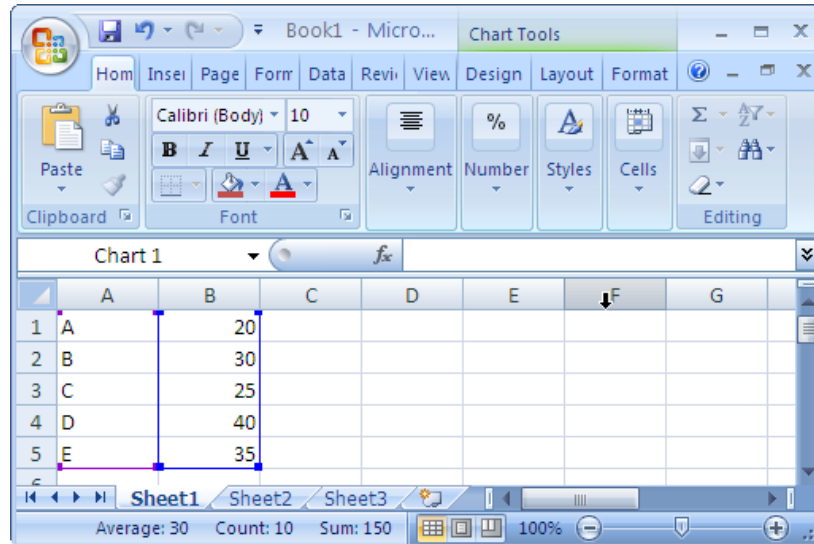 Book1 - Micro... Chart Tools
Hom Inser Page Form Data Revi View Design Layout Format
Calibri (Body) 10 % A
B I U A A
Paste Alignment Number Styles Cells
A
Clipboard Font Editing
Chart 1 fx
A B C D E F G
1 A 20
2 B 30
3 C 25
4 D 40
5 E 35
6
Sheet1 Sheet2 Sheet3
Average: 30 Count: 10 Sum: 150 100%